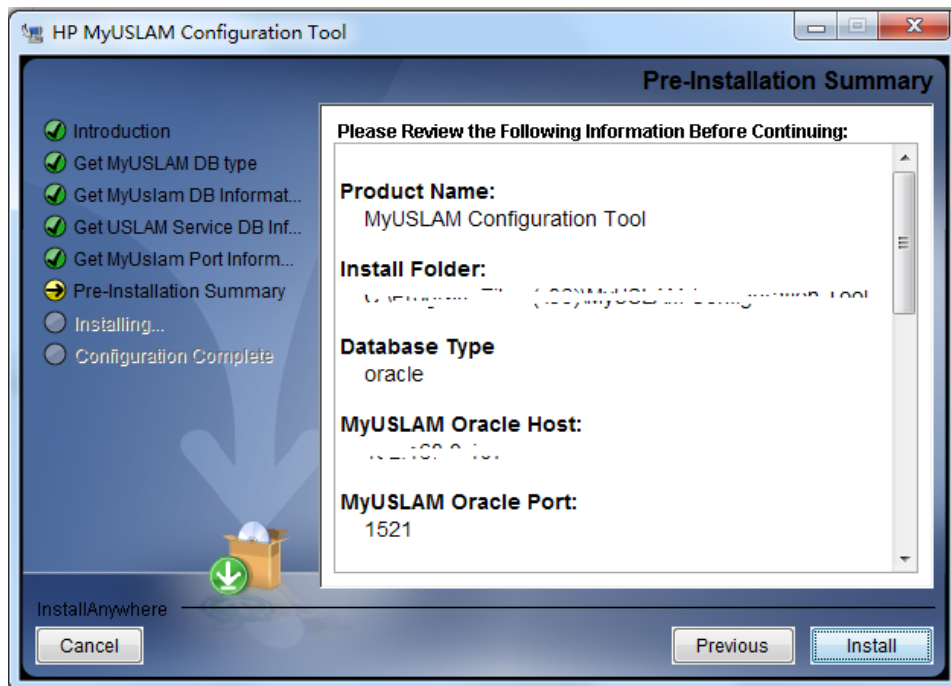 HP MyUSLAM Configuration Tool
Pre-Installation Summary
Introduction
Get MyUSLAM DB type
Get MyUslam DB Informat...
Get USLAM Service DB Inf...
Get MyUslam Port Inform...
Pre-Installation Summary
Installing...
Configuration Complete
Please Review the Following Information Before Continuing:
Product Name:
MyUSLAM Configuration Tool
Install Folder:
Database Type
oracle
MyUSLAM Oracle Host:
MyUSLAM Oracle Port:
1521
InstallAnywhere
Cancel
Previous
Install